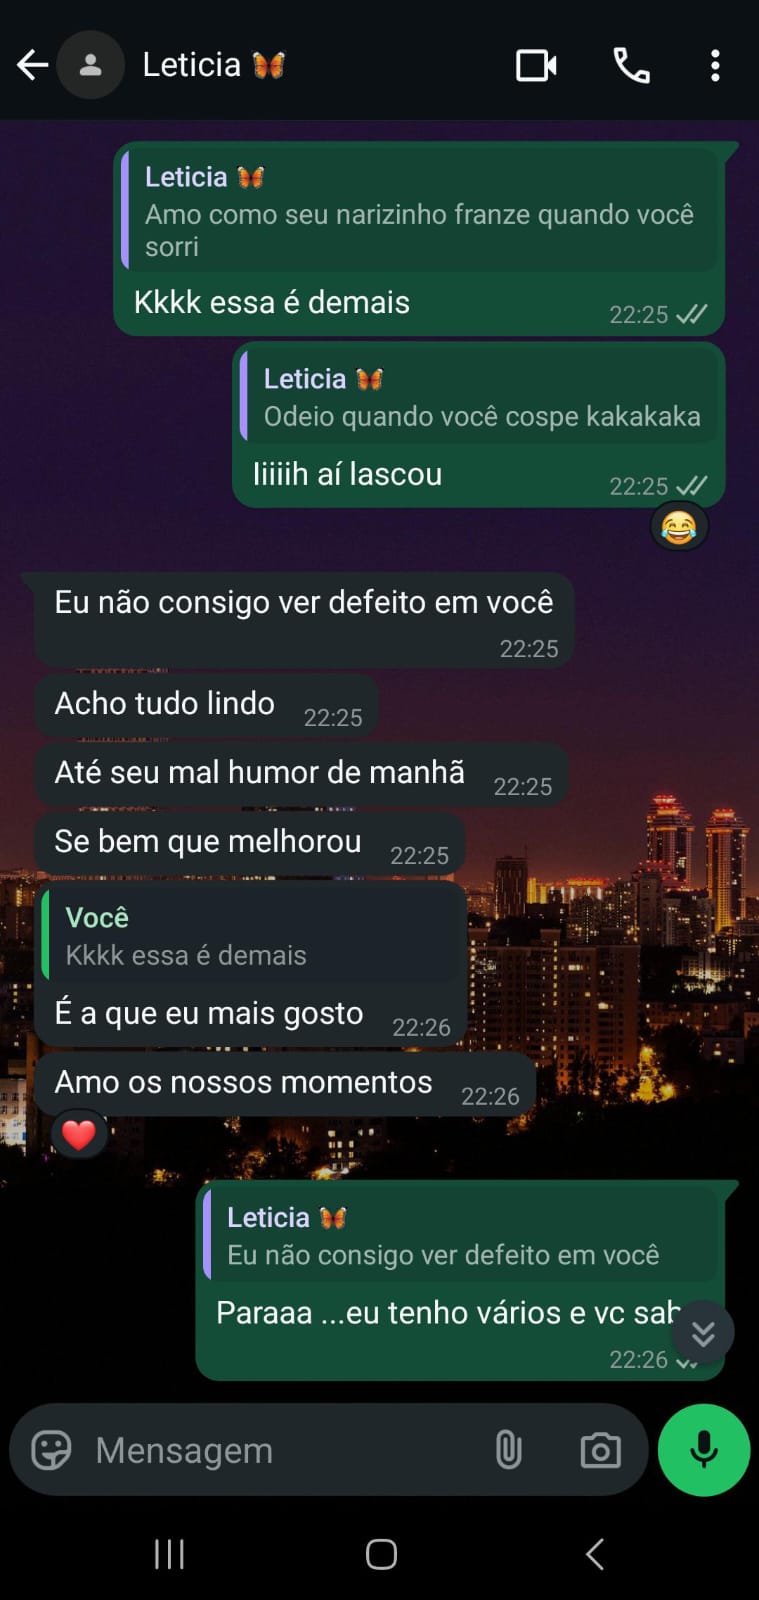 Leticia 🦋
Leticia 🦋
Amo como seu narizinho franze quando você
sorri
Kkkk essa é demais
22:25
Leticia 🦋
Odeio quando você cospe kakakaka
Iiiiih aí lascou
22:25
😂
Eu não consigo ver defeito em você
22:25
Acho tudo lindo 22:25
Até seu mal humor de manhã 22:25
Se bem que melhorou 22:25
Você
Kkkk essa é demais
É a que eu mais gosto 22:26
Amo os nossos momentos 22:26
❤️
Leticia 🦋
Eu não consigo ver defeito em você
Paraaa ...eu tenho vários e vc
22:26
Mensagem